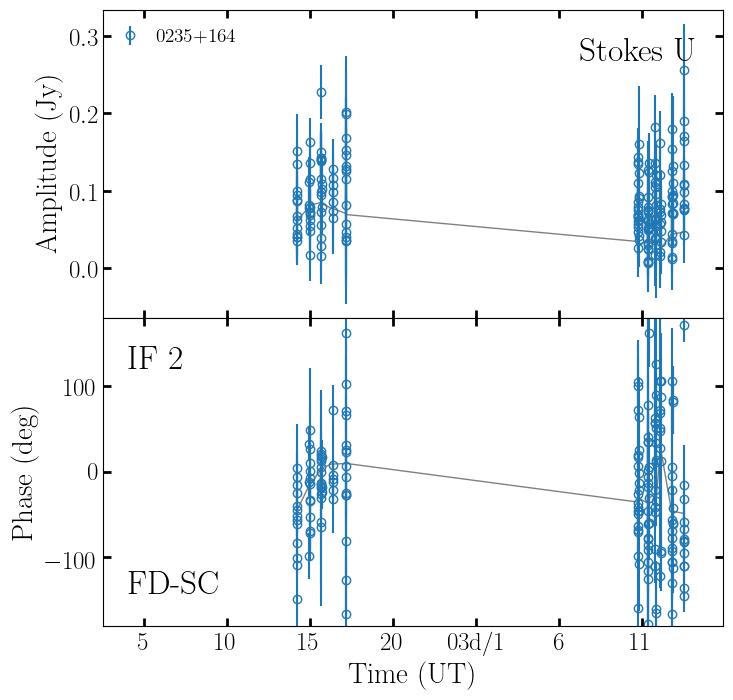 0235+164
Stokes U
Amplitude (Jy)
0.3
0.2
0.1
0.0
IF 2
FD-SC
Phase (deg)
100
0
−100
5 10 15 20 03d/1 6 11
Time (UT)